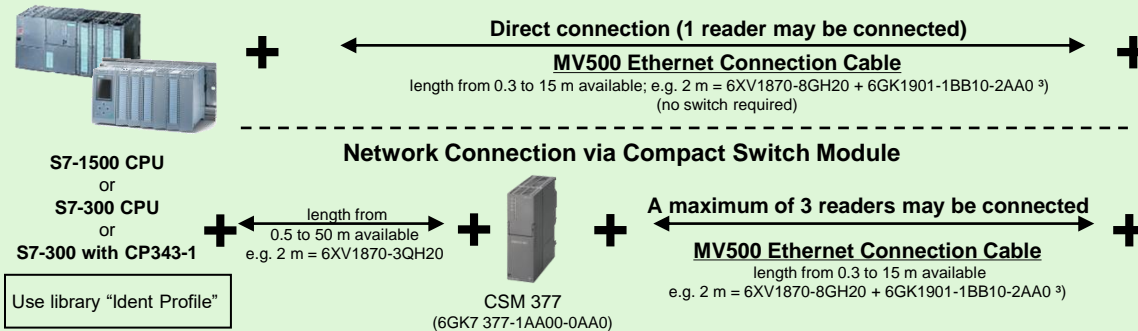 Direct connection (1 reader may be connected)
MV500 Ethernet Connection Cable
length from 0.3 to 15 m available; e.g. 2 m = 6XV1870-8GH20 + 6GK1901-1BB10-2AA0 ³)
(no switch required)
Network Connection via Compact Switch Module
S7-1500 CPU
or
S7-300 CPU
or
S7-300 with CP343-1
Use library “Ident Profile”
length from
0.5 to 50 m available
e.g. 2 m = 6XV1870-3QH20
CSM 377
(6GK7 377-1AA00-0AA0)
A maximum of 3 readers may be connected
MV500 Ethernet Connection Cable
length from 0.3 to 15 m available
e.g. 2 m = 6XV1870-8GH20 + 6GK1901-1BB10-2AA0 ³)